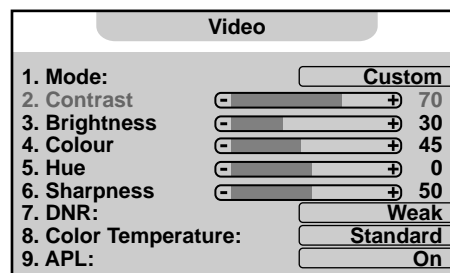 Video
1. Mode: Custom
2. Contrast - + 70
3. Brightness - + 30
4. Colour - + 45
5. Hue - + 0
6. Sharpness - + 50
7. DNR: Weak
8. Color Temperature: Standard
9. APL: On